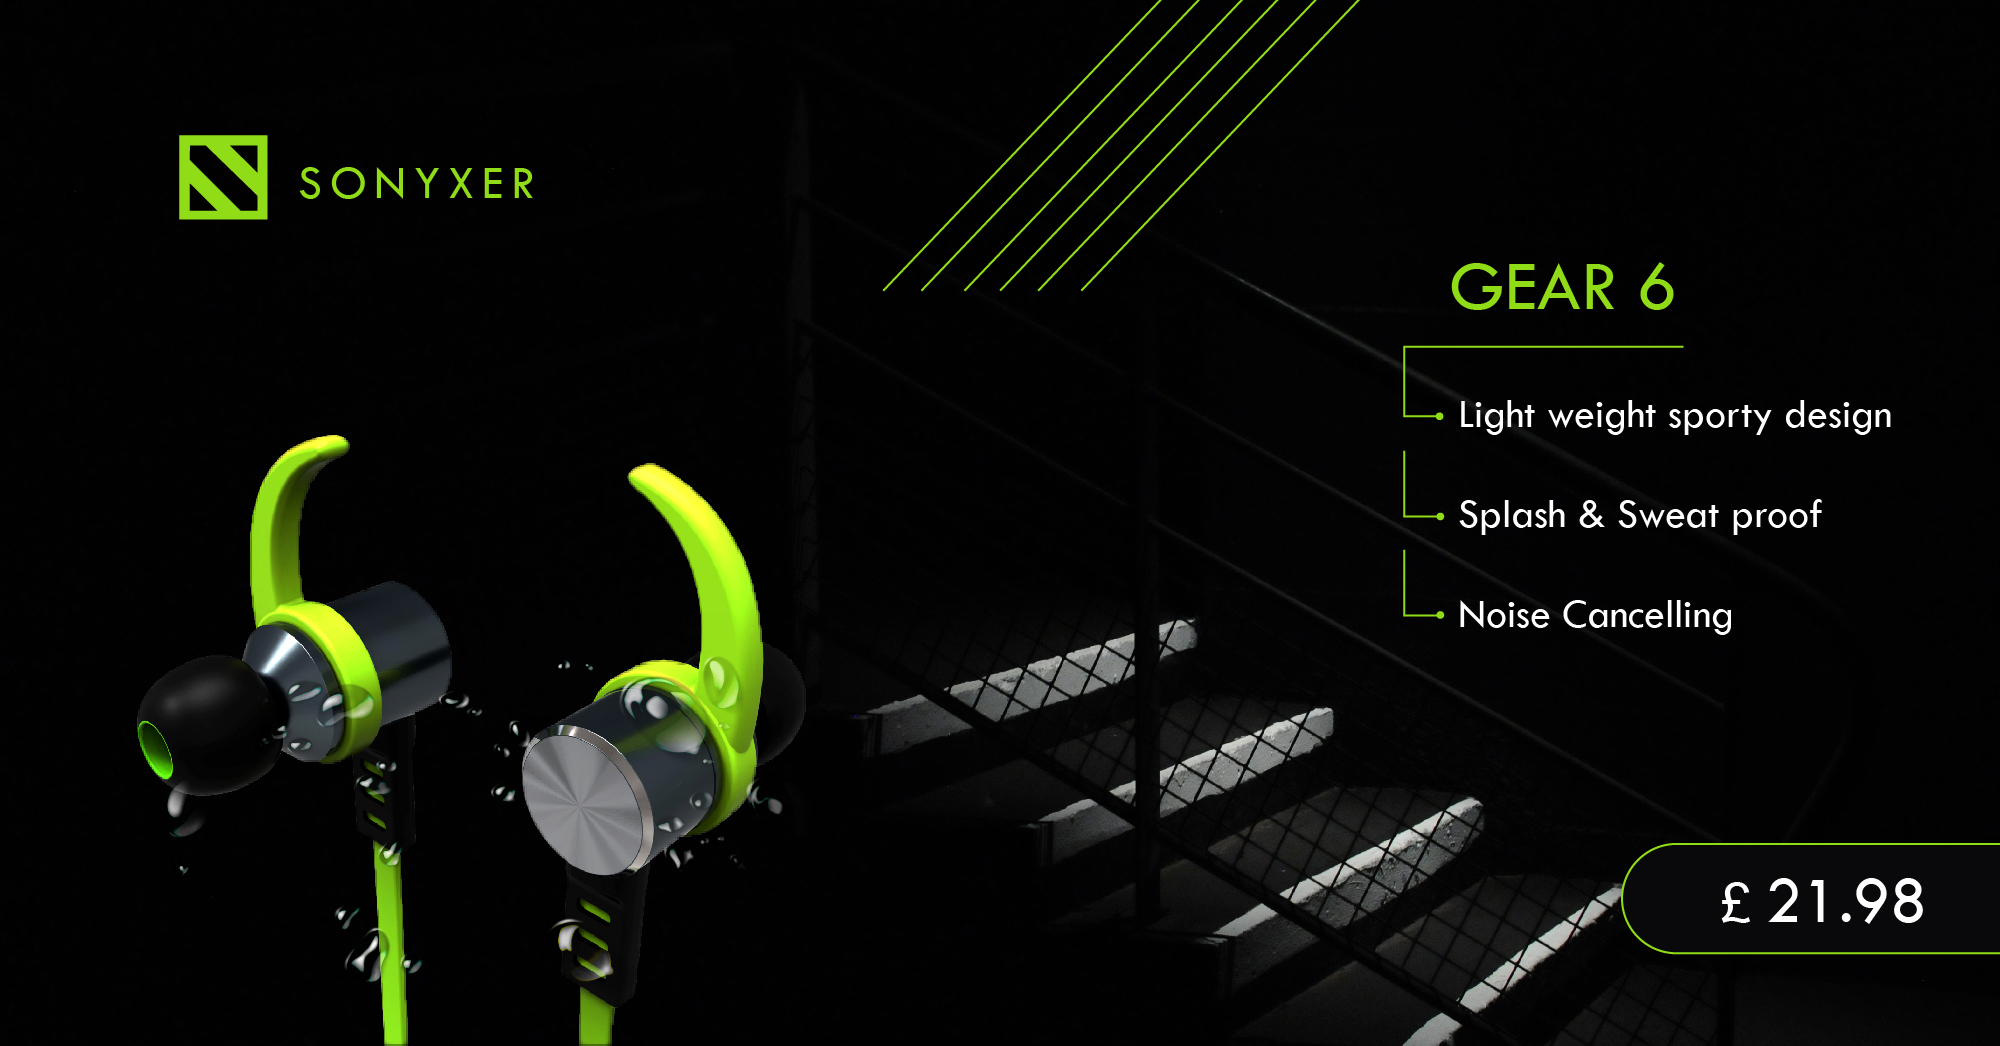 SONYXER
GEAR 6
Light weight sporty design
Splash & Sweat proof
Noise Cancelling
£ 21.98